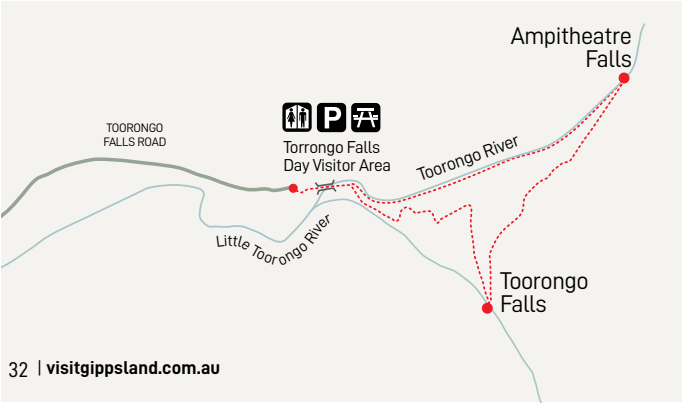 Ampitheatre
Falls
TOORONGO
FALLS ROAD
P
Torrongo Falls
Day Visitor Area
Toorongo River
Little Toorongo River
Toorongo
Falls
32 | visitgippsland.com.au